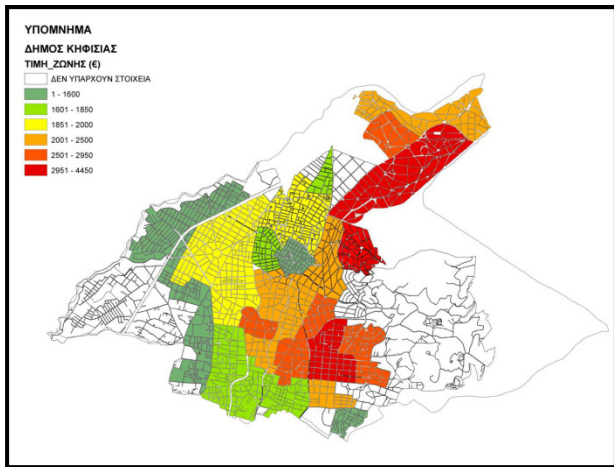 ΥΠΟΜΝΗΜΑ
ΔΗΜΟΣ ΚΗΦΙΣΙΑΣ
ΤΙΜΗ_ΖΩΝΗΣ (€)
ΔΕΝ ΥΠΑΡΧΟΥΝ ΣΤΟΙΧΕΙΑ
1 - 1600
1601 - 1850
1851 - 2000
2001 - 2500
2501 - 2950
2951 - 4450